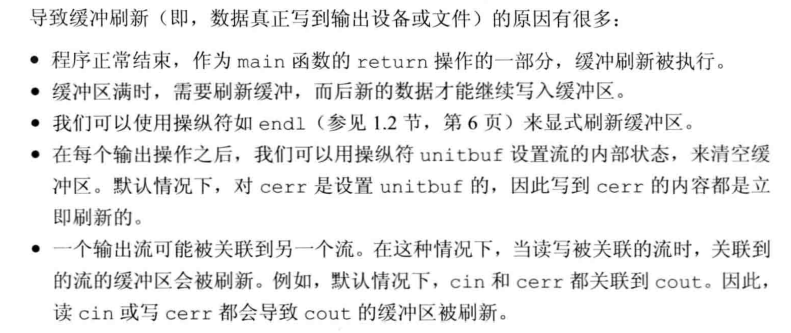 导致缓冲刷新（即，数据真正写到输出设备或文件）的原因有很多：
● 程序正常结束，作为 main 函数的 return 操作的一部分，缓冲刷新被执行。
● 缓冲区满时，需要刷新缓冲，而后新的数据才能继续写入缓冲区。
● 我们可以使用操纵符如 endl（参见 1.2 节，第 6 页）来显式刷新缓冲区。
● 在每个输出操作之后，我们可以用操纵符 unitbuf 设置流的内部状态，来清空缓
冲区。默认情况下，对 cerr 是设置 unitbuf 的，因此写到 cerr 的内容都是立
即刷新的。
● 一个输出流可能被关联到另一个流。在这种情况下，当读写被关联的流时，关联到
的流的缓冲区会被刷新。例如，默认情况下，cin 和 cerr 都关联到 cout。因此，
读 cin 或写 cerr 都会导致 cout 的缓冲区被刷新。